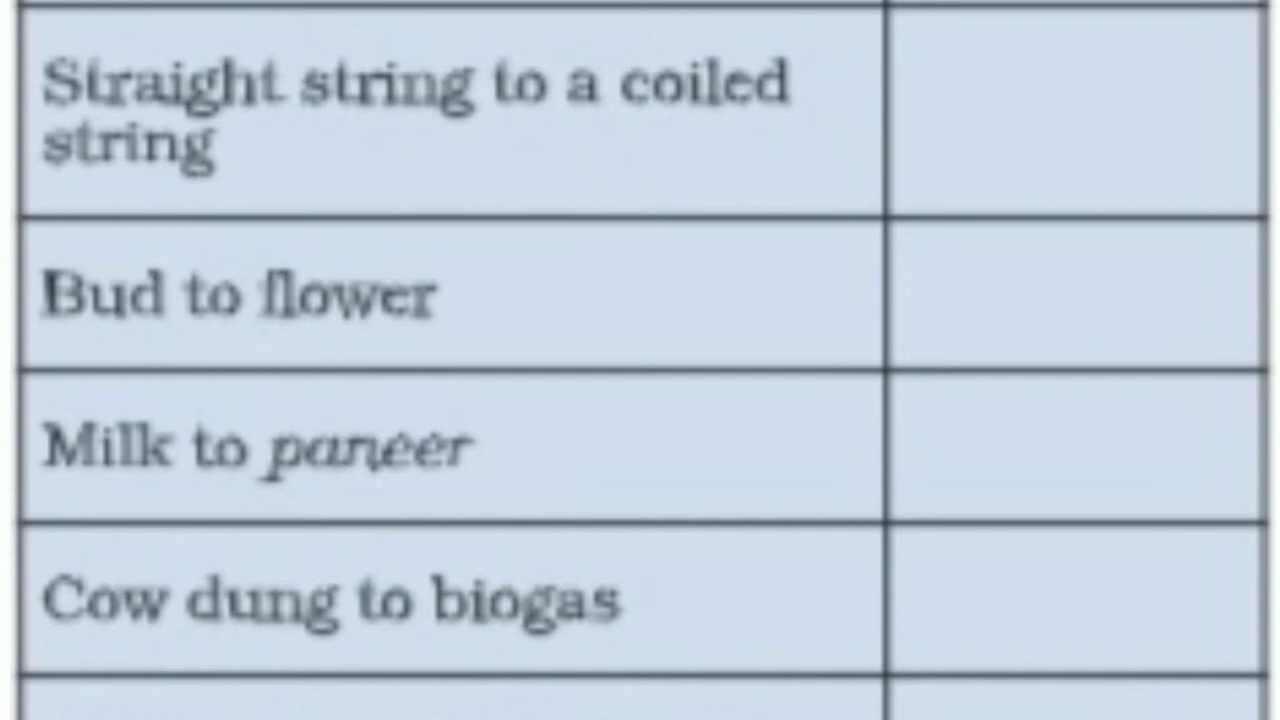 Straight string to a coiled
string
Bud to flower
Milk to paneer
Cow dung to biogas